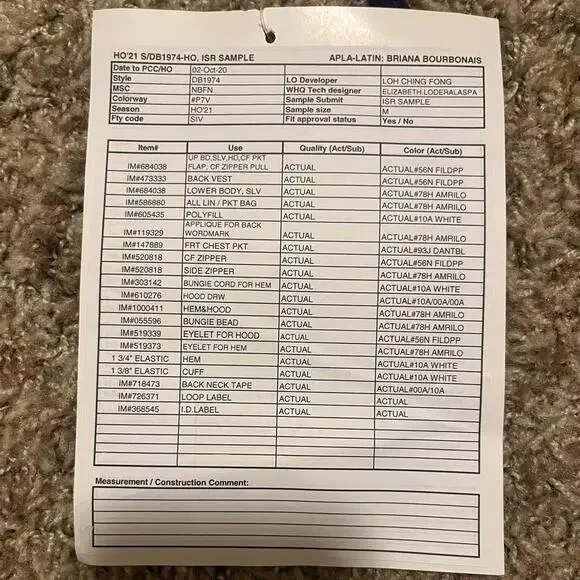 HO'21 S/DB1974-HO, ISR SAMPLE APLA-LATIN: BRIANA BOURBONAIS
Date to PCC/HO 02-Oct-20
Style DB1974 LO Developer LOH CHING FONG
MSC NBFN WHQ Tech designer ELIZABETH.LODERALASPA
Colorway #P7V Sample Submit ISR SAMPLE
Season HO'21 Sample size M
Fty code SIV Fit approval status Yes / No
Item# Use Quality (Act/Sub) Color (Act/Sub)
UP BD,SLV,HD,CF PKT
IM#684038 FLAP, CF ZIPPER PULL ACTUAL ACTUAL#56N FILDPP
IM#473333 BACK VEST ACTUAL ACTUAL#56N FILDPP
IM#684038 LOWER BODY, SLV ACTUAL ACTUAL#78H AMRILO
IM#586880 ALL LIN / PKT BAG ACTUAL ACTUAL#78H AMRILO
IM#605435 POLYFILL ACTUAL ACTUAL#10A WHITE
APPLIQUE FOR BACK
IM#119329 WORDMARK ACTUAL ACTUAL#78H AMRILO
IM#147889 FRT CHEST PKT ACTUAL ACTUAL#93J DANTBL
IM#520818 CF ZIPPER ACTUAL ACTUAL#56N FILDPP
IM#520818 SIDE ZIPPER ACTUAL ACTUAL#78H AMRILO
IM#303142 BUNGIE CORD FOR HEM ACTUAL ACTUAL#10A WHITE
IM#610276 HOOD DRW ACTUAL ACTUAL#10A/00A/00A
IM#1000411 HEM&HOOD ACTUAL ACTUAL#78H AMRILO
IM#055596 BUNGIE BEAD ACTUAL ACTUAL#78H AMRILO
IM#519339 EYELET FOR HOOD ACTUAL ACTUAL#56N FILDPP
IM#519373 EYELET FOR HEM ACTUAL ACTUAL#78H AMRILO
1 3/4" ELASTIC HEM ACTUAL ACTUAL#10A WHITE
1 3/8" ELASTIC CUFF ACTUAL ACTUAL#10A WHITE
IM#718473 BACK NECK TAPE ACTUAL ACTUAL#00A/10A
IM#726371 LOOP LABEL ACTUAL ACTUAL
IM#368545 I.D.LABEL ACTUAL ACTUAL
Measurement / Construction Comment: